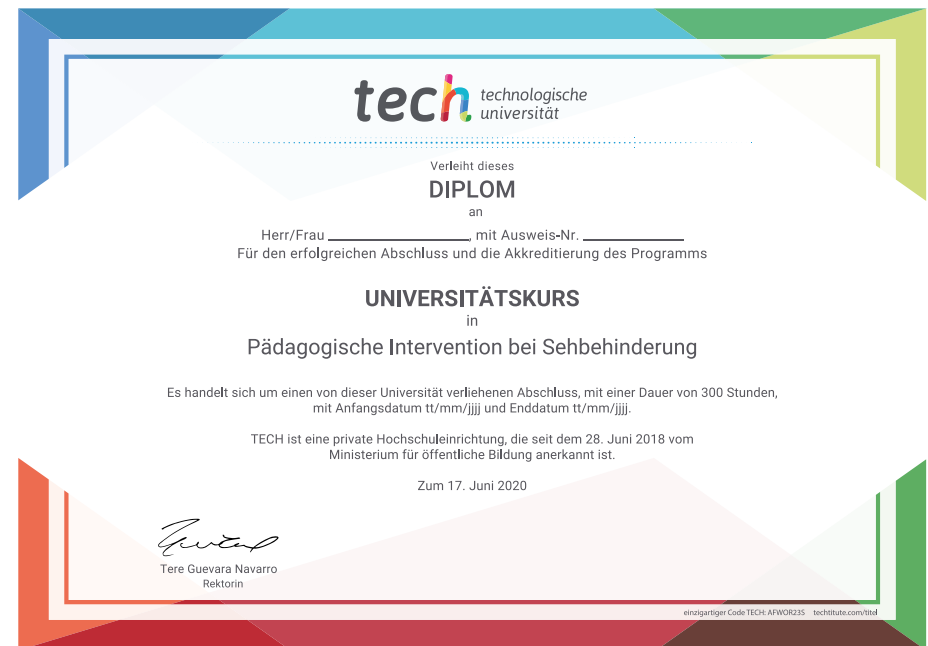 tech technologische
universität
Verleiht dieses
DIPLOM
an
Herr/Frau ____________________, mit Ausweis-Nr. ______________
Für den erfolgreichen Abschluss und die Akkreditierung des Programms
UNIVERSITÄTSKURS
in
Pädagogische Intervention bei Sehbehinderung
Es handelt sich um einen von dieser Universität verliehenen Abschluss, mit einer Dauer von 300 Stunden,
mit Anfangsdatum tt/mm/jjjj und Enddatum tt/mm/jjjj.
TECH ist eine private Hochschuleinrichtung, die seit dem 28. Juni 2018 vom
Ministerium für öffentliche Bildung anerkannt ist.
Zum 17. Juni 2020
Tere Guevara Navarro
Rektorin
einzigartiger Code TECH: AFWOR23S techtitute.com/titel